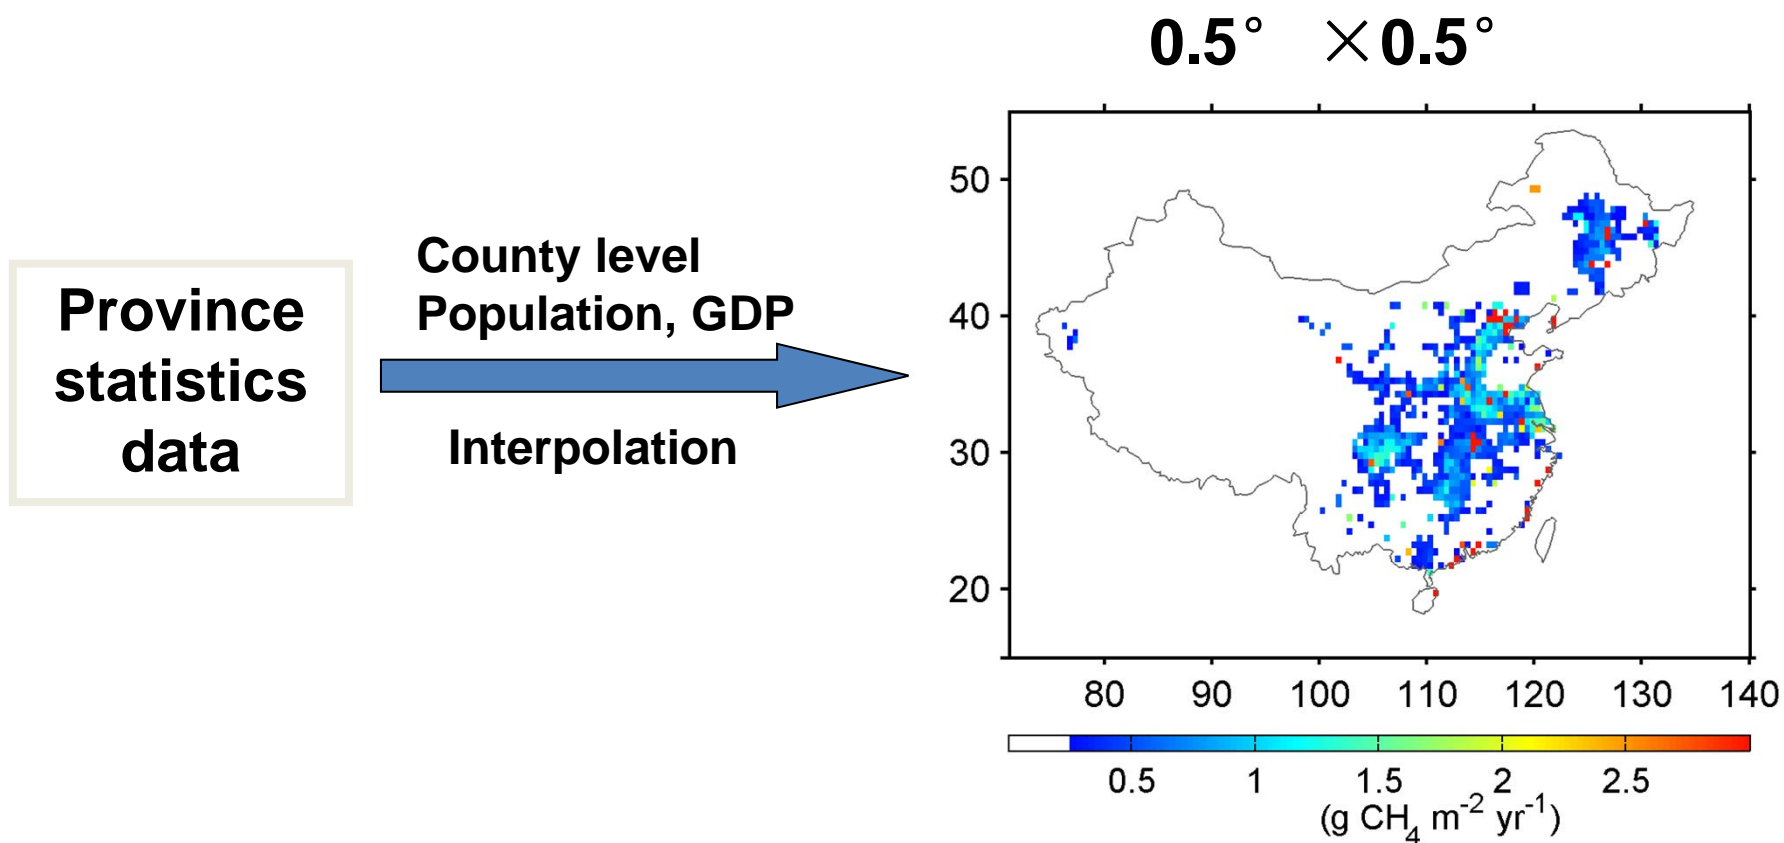 0.5° ×0.5°
Province
statistics
data
County level
Population, GDP
Interpolation
50
40
30
20
80 90 100 110 120 130 140
0.5 1 1.5 2 2.5
(g CH₄ m⁻² yr⁻¹)